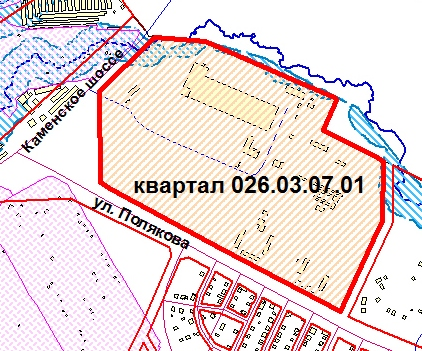 Каменское шоссе
квартал 026.03.07.01
ул. Полякова